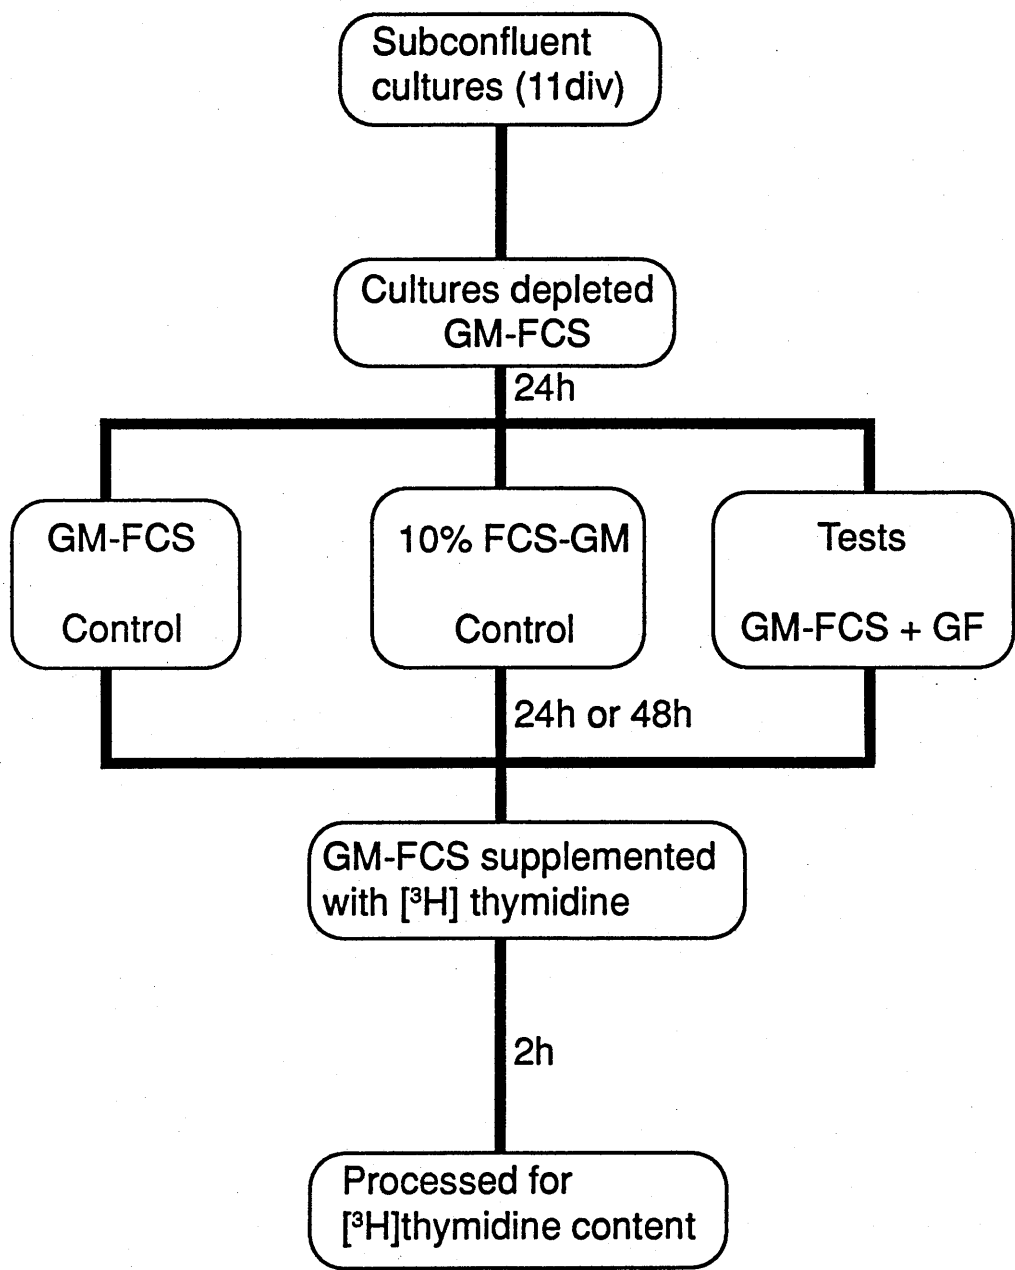 Subconfluent
cultures (11div)
Cultures depleted
GM-FCS
24h
GM-FCS
Control
10% FCS-GM
Control
Tests
GM-FCS + GF
24h or 48h
GM-FCS supplemented
with [³H] thymidine
2h
Processed for
[³H]thymidine content